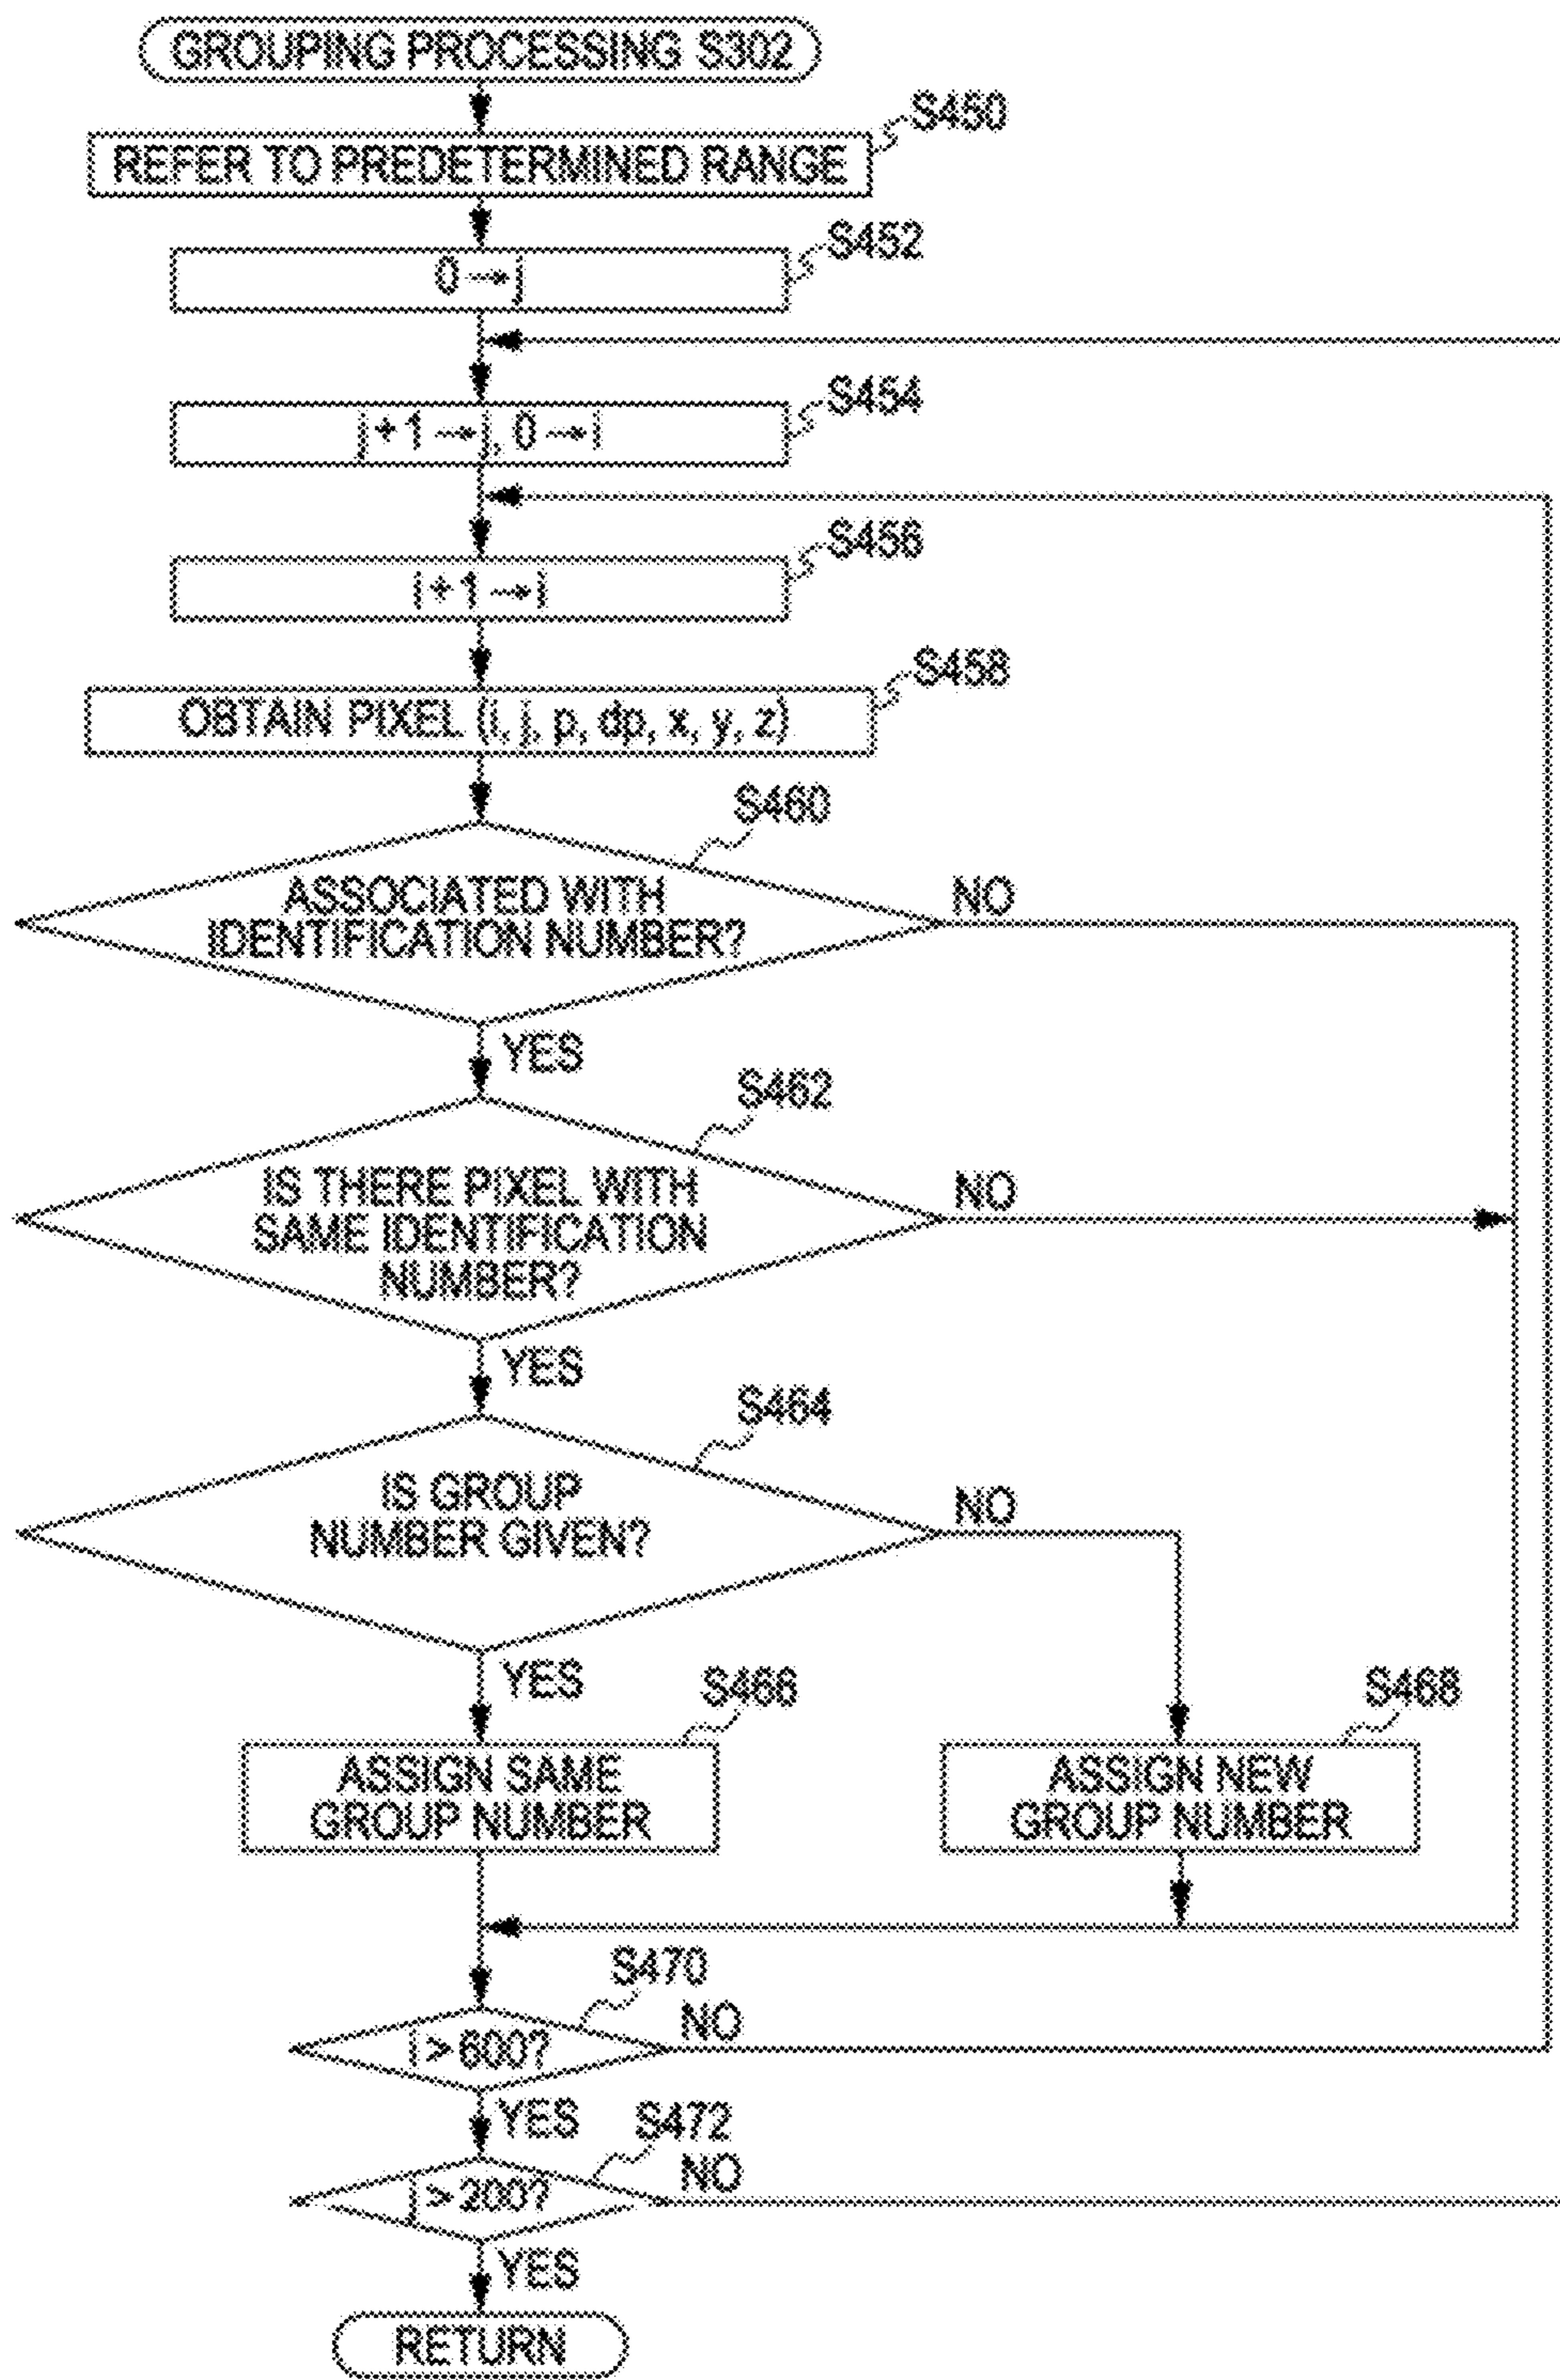 GROUPING PROCESSING S302
S450
REFER TO PREDETERMINED RANGE
S452
0→j
S454
j+1→j, 0→i
S456
i+1→i
S458
OBTAIN PIXEL (i, j, p, dp, x, y, z)
S460
ASSOCIATED WITH
IDENTIFICATION NUMBER?
NO
YES
S462
IS THERE PIXEL WITH
SAME IDENTIFICATION
NUMBER?
NO
YES
S464
IS GROUP
NUMBER GIVEN?
NO
YES
S466
S468
ASSIGN SAME
GROUP NUMBER
ASSIGN NEW
GROUP NUMBER
S470
i>600?
NO
YES
S472
j>200?
NO
YES
RETURN